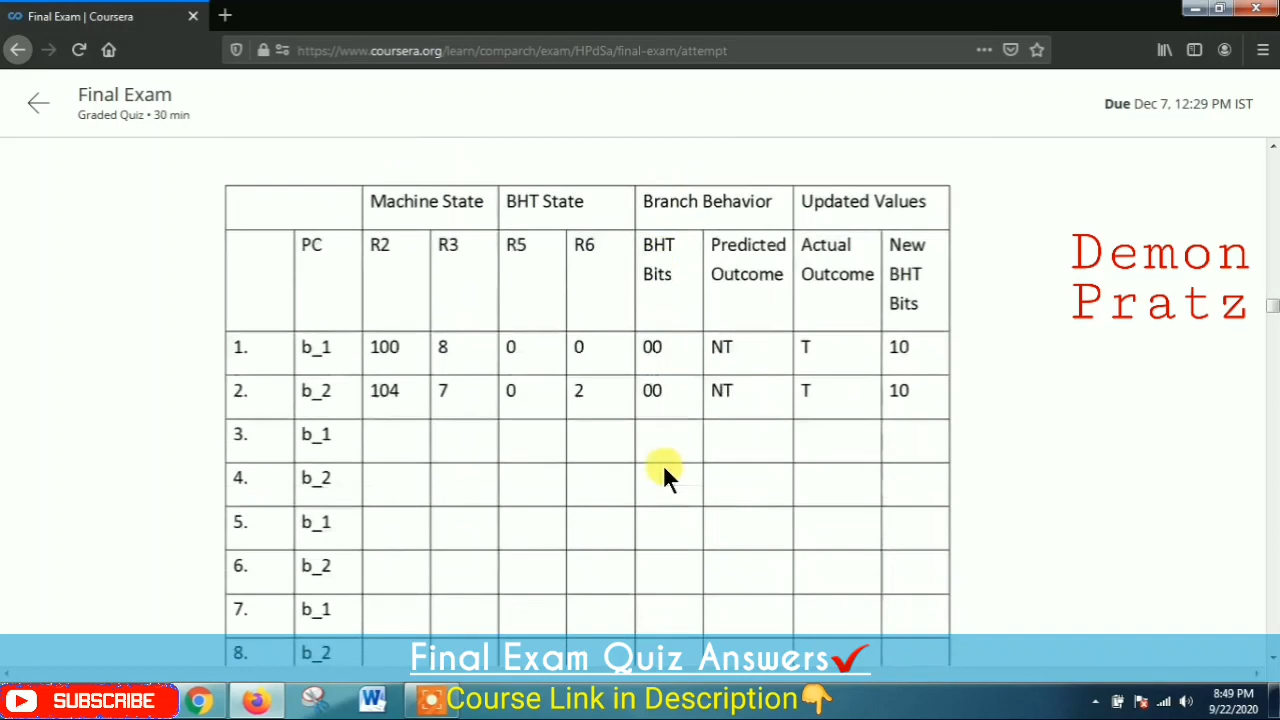 Final Exam | Coursera
https://www.coursera.org/learn/comparch/exam/HPdSa/final-exam/attempt
Final Exam
Graded Quiz • 30 min
Due Dec 7, 12:29 PM IST
Demon
Pratz
Machine State BHT State Branch Behavior Updated Values
PC R2 R3 R5 R6 BHT Bits Predicted Outcome Actual Outcome New BHT Bits
1. b_1 100 8 0 0 00 NT T 10
2. b_2 104 7 0 2 00 NT T 10
3. b_1
4. b_2
5. b_1
6. b_2
7. b_1
8. b_2
Final Exam Quiz Answers
SUBSCRIBE
Course Link in Description
8:49 PM
9/22/2020